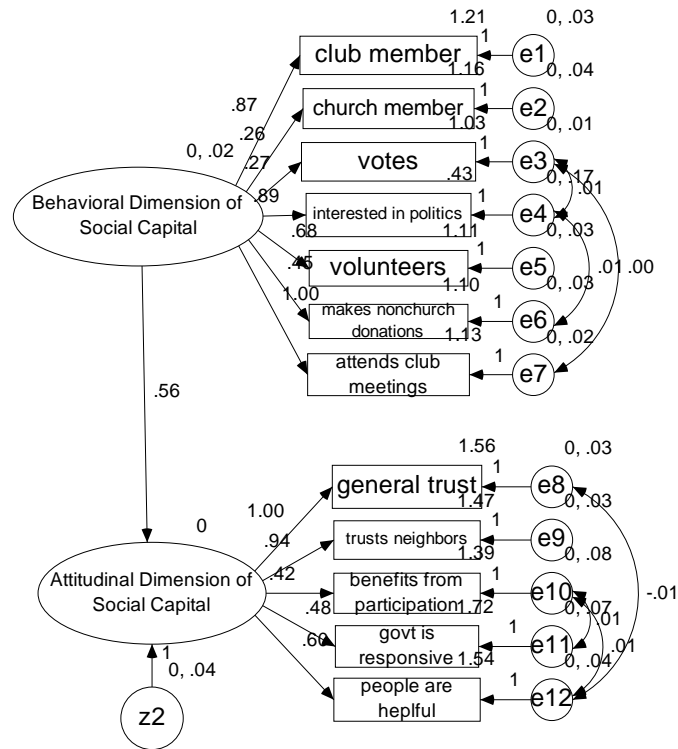 1.21
0, .03
club member
1
e1
.87
1.16
0, .04
church member
1
e2
.26
1.03
0, .01
0, .02
.27
votes
1
e3
.43
0, .17
.01
.89
Behavioral Dimension of
Social Capital
interested in politics
1
e4
.68
1.11
0, .03
volunteers
1
e5
.45
1.10
0, .03
.01
.00
1.00
makes nonchurch
donations
1
e6
1.13
0, .02
attends club
meetings
1
e7
.56
1.56
0, .03
general trust
1
e8
1.00
1.47
0, .03
0
.94
trusts neighbors
1
e9
1.39
0, .08
Attitudinal Dimension of
Social Capital
.42
benefits from
participation
1
e10
-.01
.48
1.72
0, .07
.01
govt is
responsive
1
e11
.01
.60
1.54
0, .04
people are
heplful
1
e12
1
0, .04
z2